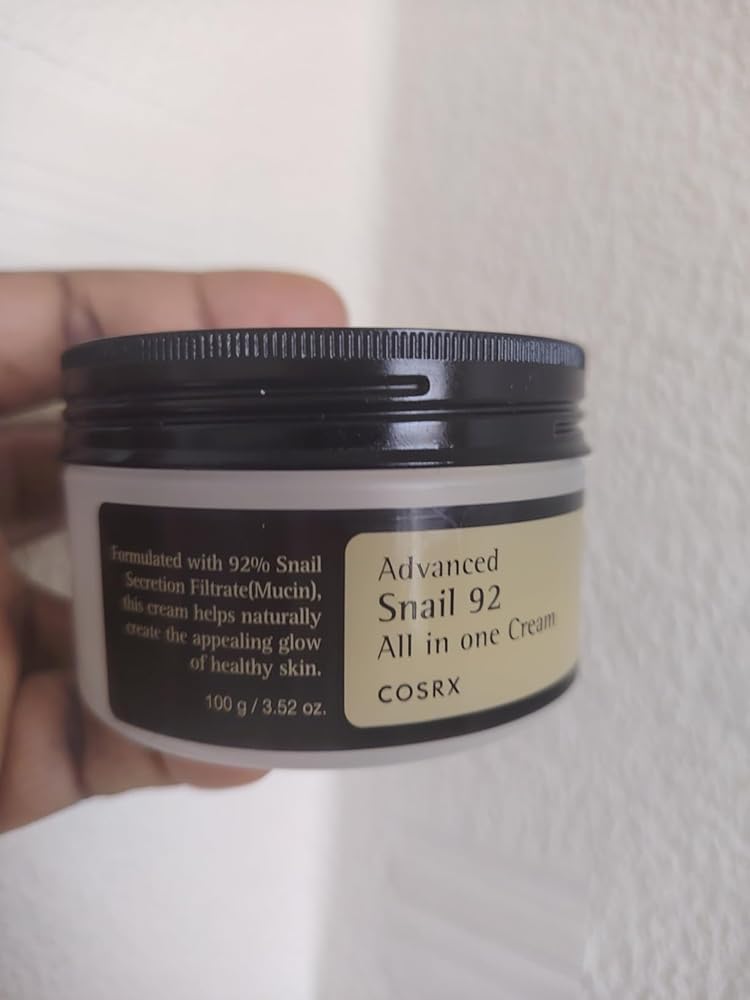 Formulated with 92% Snail
Secretion Filtrate(Mucin),
this cream helps naturally
create the appealing glow
of healthy skin.
100 g / 3.52 oz.
Advanced
Snail 92
All in one Cream
COSRX